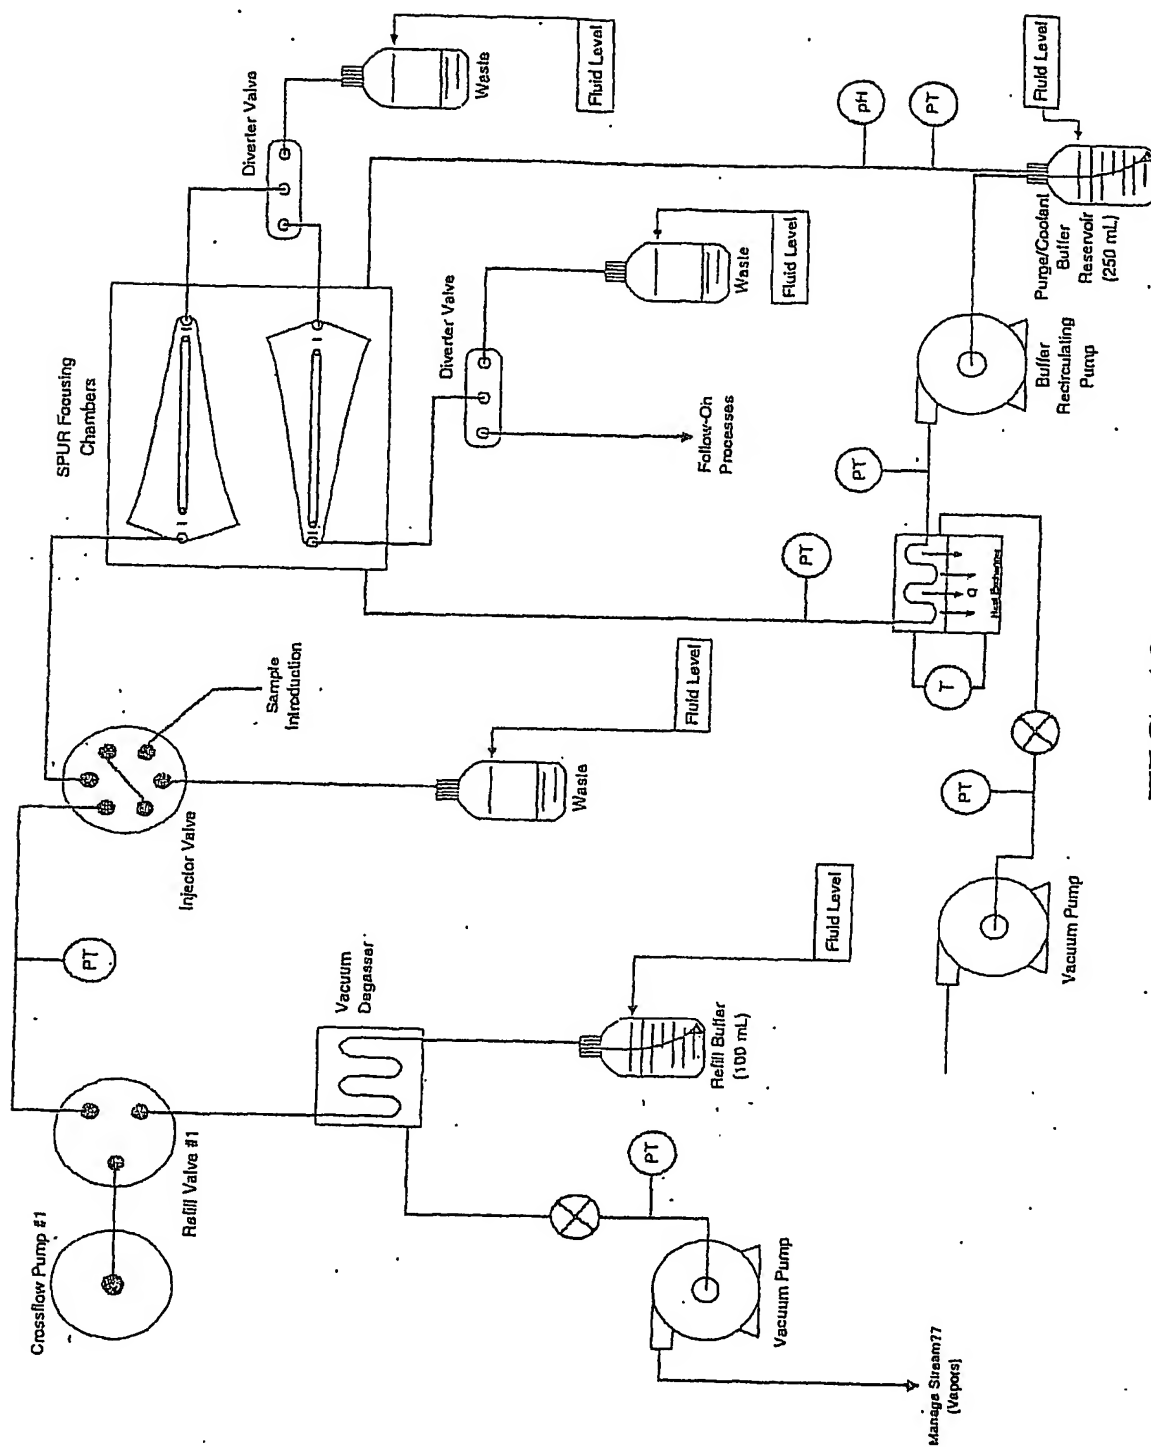 Crossflow Pump #1
Refill Valve #1
PT
Injector Valve
Sample
Introduction
SPUR Focusing
Chambers
Diverter Valve
Waste
Fluid Level
Diverter Valve
Waste
Fluid Level
Follow-On
Processes
Vacuum
Degasser
Refill Buffer
(100 mL)
Fluid Level
Waste
Fluid Level
PT
Vacuum Pump
Manage Stream??
(Vapors)
PT
Vacuum Pump
PT
T
Q
Heat Exchanger
PT
Buffer
Recirculating
Pump
pH
PT
Purge/Coolant
Buffer
Reservoir
(250 mL)
Fluid Level